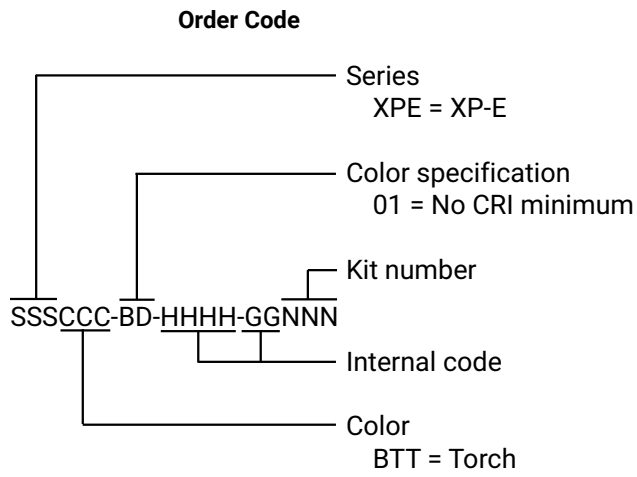 Order Code
Series
XPE = XP-E
Color specification
01 = No CRI minimum
Kit number
SSSCCC-BD-HHHH-GGNNN
Internal code
Color
BTT = Torch